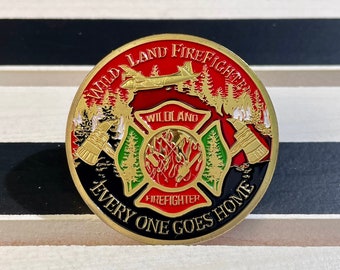 WILD LAND FIREFIGHTER
WILDLAND
FIREFIGHTER
EVERY ONE GOES HOME